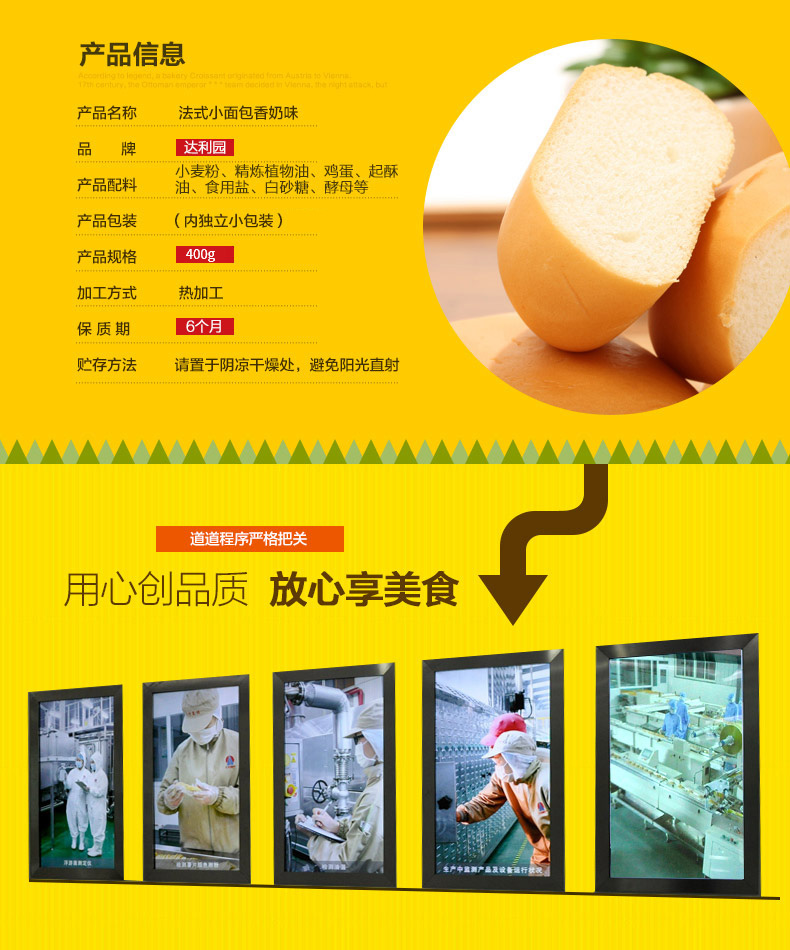 产品信息
According to legend, a bakery Croissant originated from Austria to Vienna,
17th century, the Ottoman emperor * * * team decided in Vienna, the night attack, but
产品名称 法式小面包香奶味
品 牌 达利园
产品配料 小麦粉、精炼植物油、鸡蛋、起酥
油、食用盐、白砂糖、酵母等
产品包装 （内独立小包装）
产品规格 400g
加工方式 热加工
保 质 期 6个月
贮存方法 请置于阴凉干燥处，避免阳光直射
道道程序严格把关
用心创品质 放心享美食
检测油温
生产中监测产品及设备运行状况